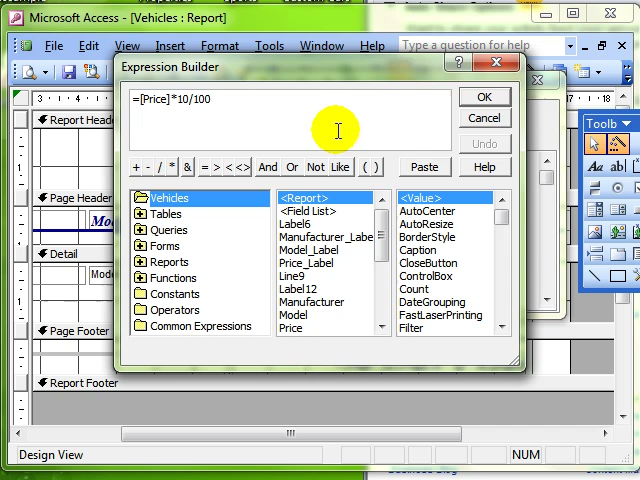 Microsoft Access - [Vehicles : Report]
File Edit View Insert Format Tools Window Type a question for help
Expression Builder
=[Price]*10/100
OK
Cancel
Undo
+ - / * & = > < <> And Or Not Like ( ) Paste Help
Report Header
Page Header
Detail
Page Footer
Report Footer
Toolb
Aa ab|
Vehicles
Tables
Queries
Forms
Reports
Functions
Constants
Operators
Common Expressions
<Report>
<Field List>
Label6
Manufacturer_Labe
Model_Label
Price_Label
Line9
Label12
Manufacturer
Model
Price
<Value>
AutoCenter
AutoResize
BorderStyle
Caption
CloseButton
ControlBox
Count
DateGrouping
FastLaserPrinting
Filter
Design View NUM